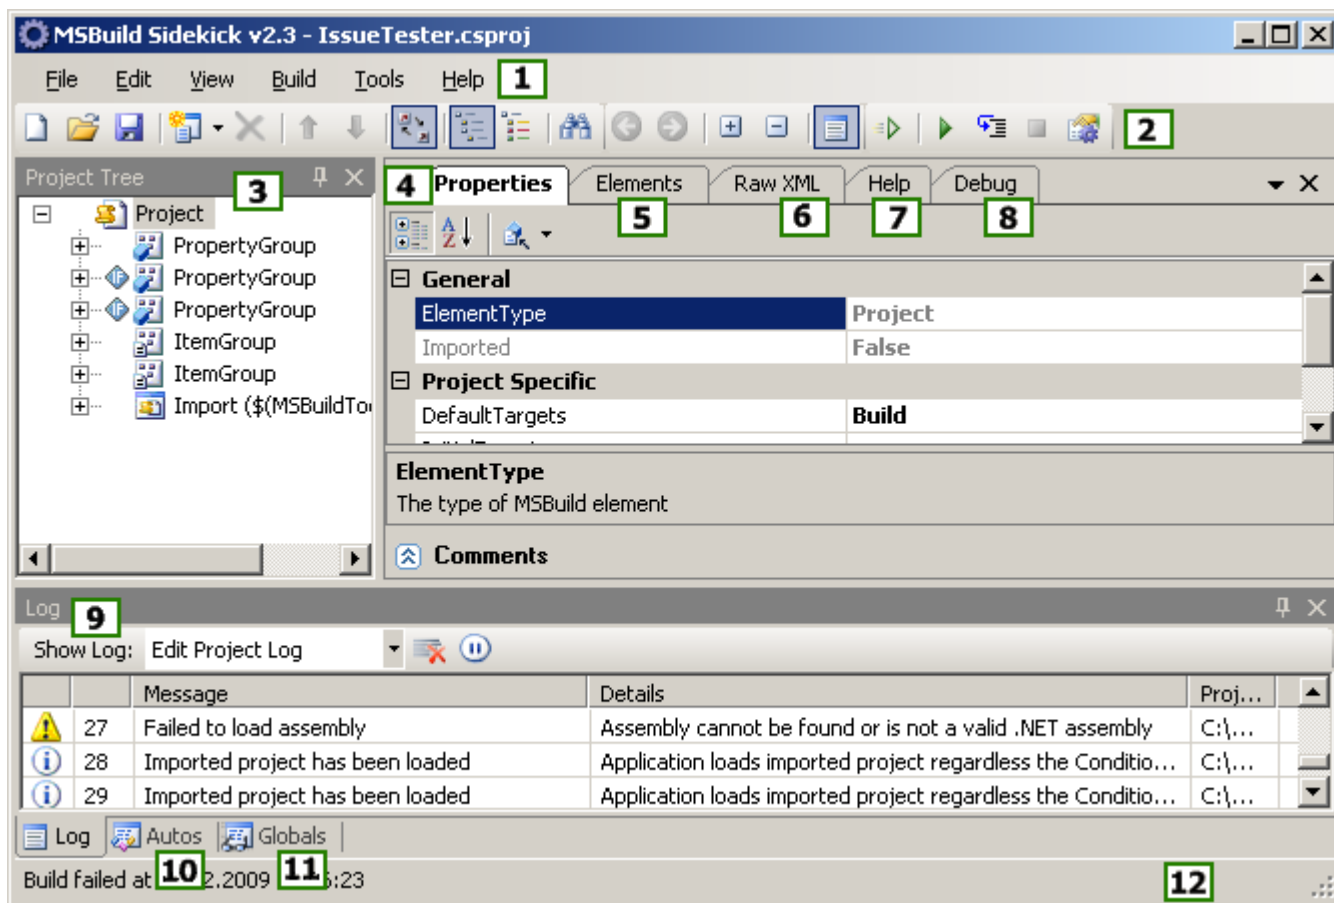 MSBuild Sidekick v2.3 - IssueTester.csproj
File Edit View Build Tools Help 1
2
Project Tree 3
Project
PropertyGroup
PropertyGroup
PropertyGroup
ItemGroup
ItemGroup
Import ($(MSBuildToo
4 Properties Elements Raw XML Help Debug
5 6 7 8
General
ElementType Project
Imported False
Project Specific
DefaultTargets Build
ElementType
The type of MSBuild element
Comments
Log 9
Show Log: Edit Project Log
Message Details Proj...
27 Failed to load assembly Assembly cannot be found or is not a valid .NET assembly C:\...
28 Imported project has been loaded Application loads imported project regardless the Conditio... C:\...
29 Imported project has been loaded Application loads imported project regardless the Conditio... C:\...
Log Autos Globals
Build failed at 10 2.2009 11 :23 12